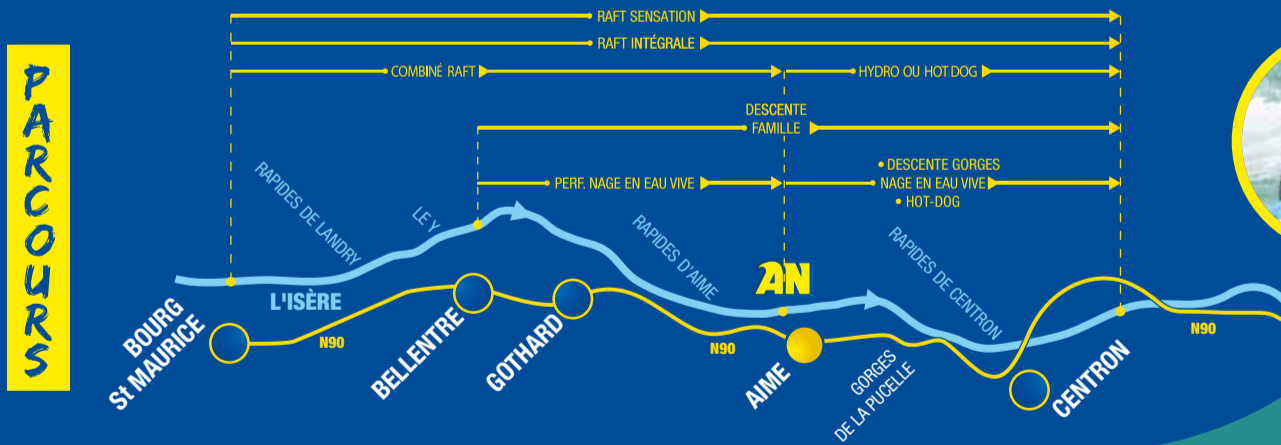 PARCOURS
RAFT SENSATION
RAFT INTÉGRALE
COMBINÉ RAFT
HYDRO OU HOT DOG
DESCENTE
FAMILLE
PERF. NAGE EN EAU VIVE
• DESCENTE GORGES
NAGE EN EAU VIVE
• HOT-DOG
RAPIDES DE LANDRY
LE Y
RAPIDES D'AIME
AN
RAPIDES DE CENTRON
L'ISÈRE
BOURG
St MAURICE
N90
BELLENTRE
GOTHARD
N90
AIME
GORGES
DE LA PUCELLE
CENTRON
N90